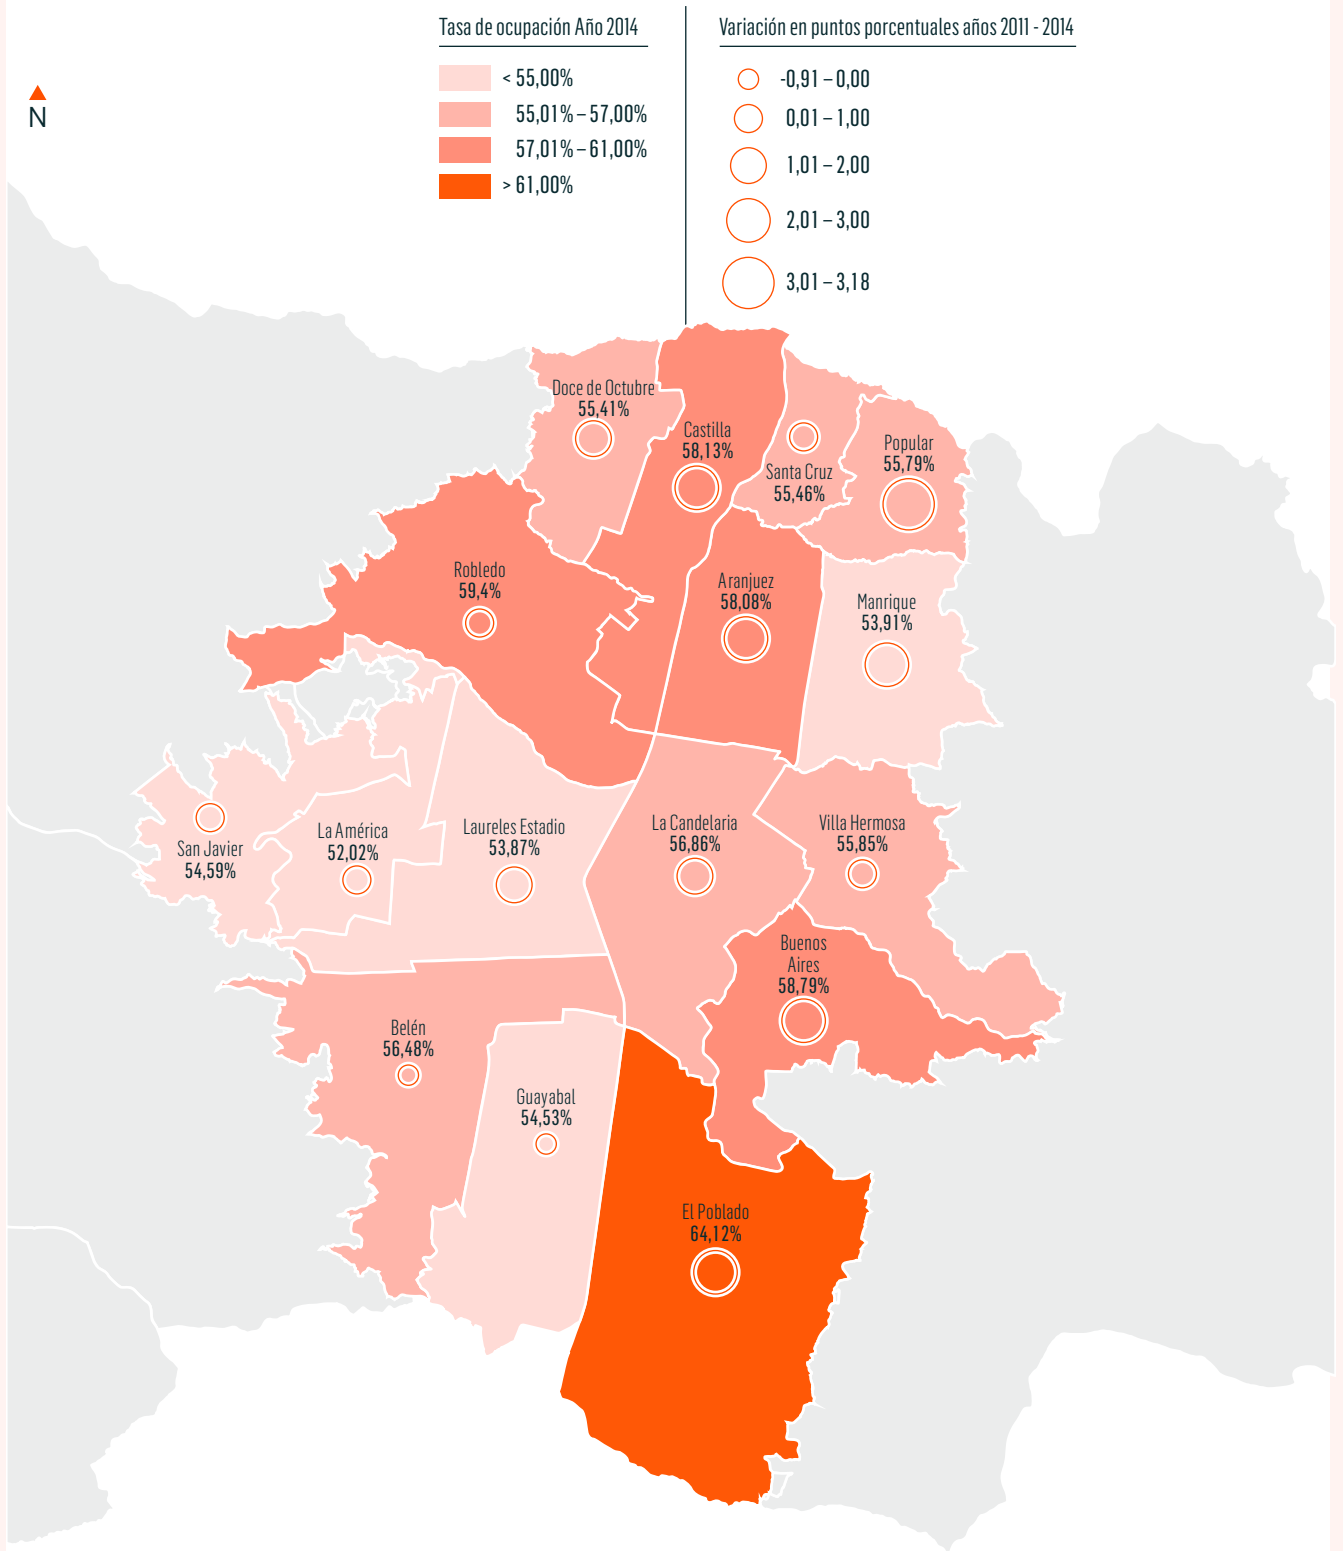 Tasa de ocupación Año 2014
< 55,00%
55,01% – 57,00%
57,01% – 61,00%
> 61,00%
Variación en puntos porcentuales años 2011 - 2014
-0,91 – 0,00
0,01 – 1,00
1,01 – 2,00
2,01 – 3,00
3,01 – 3,18
N
Doce de Octubre
55,41%
Castilla
58,13%
Santa Cruz
55,46%
Popular
55,79%
Robledo
59,4%
Aranjuez
58,08%
Manrique
53,91%
San Javier
54,59%
La América
52,02%
Laureles Estadio
53,87%
La Candelaria
56,86%
Villa Hermosa
55,85%
Buenos
Aires
58,79%
Belén
56,48%
Guayabal
54,53%
El Poblado
64,12%